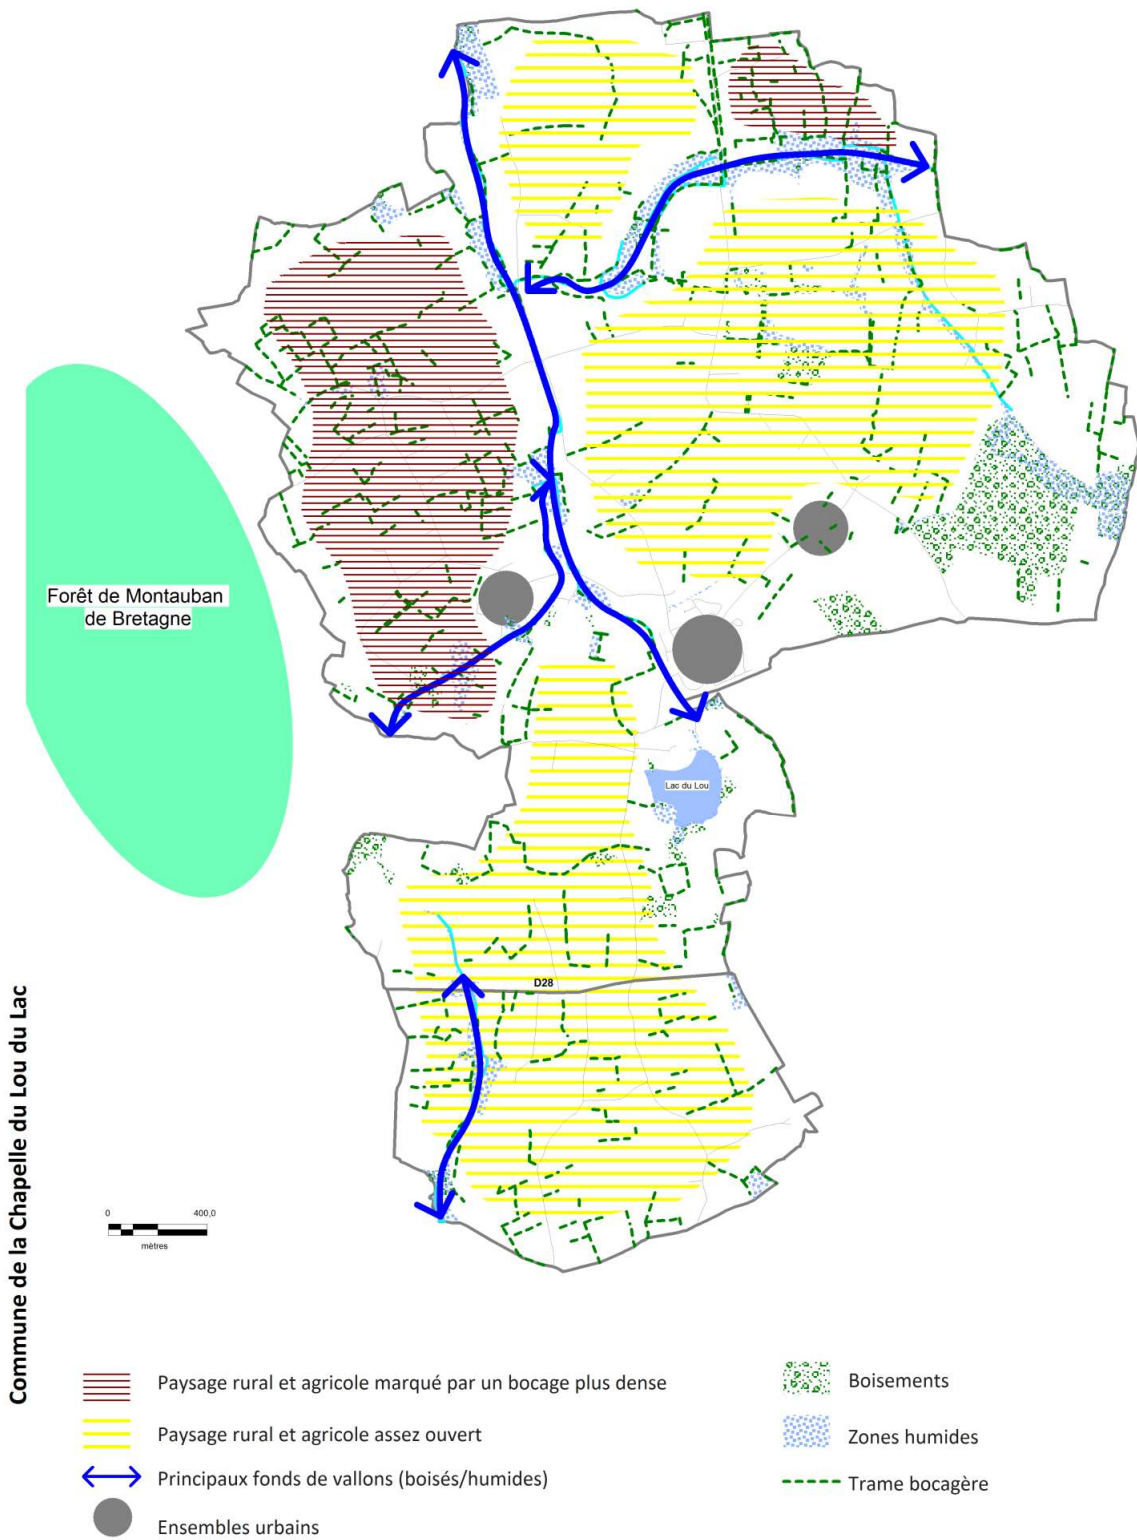 Forêt de Montauban
de Bretagne
Lac du Lou
D28
Commune de la Chapelle du Lou du Lac
0 400,0
mètres
Paysage rural et agricole marqué par un bocage plus dense
Paysage rural et agricole assez ouvert
Principaux fonds de vallons (boisés/humides)
Ensembles urbains
Boisements
Zones humides
Trame bocagère